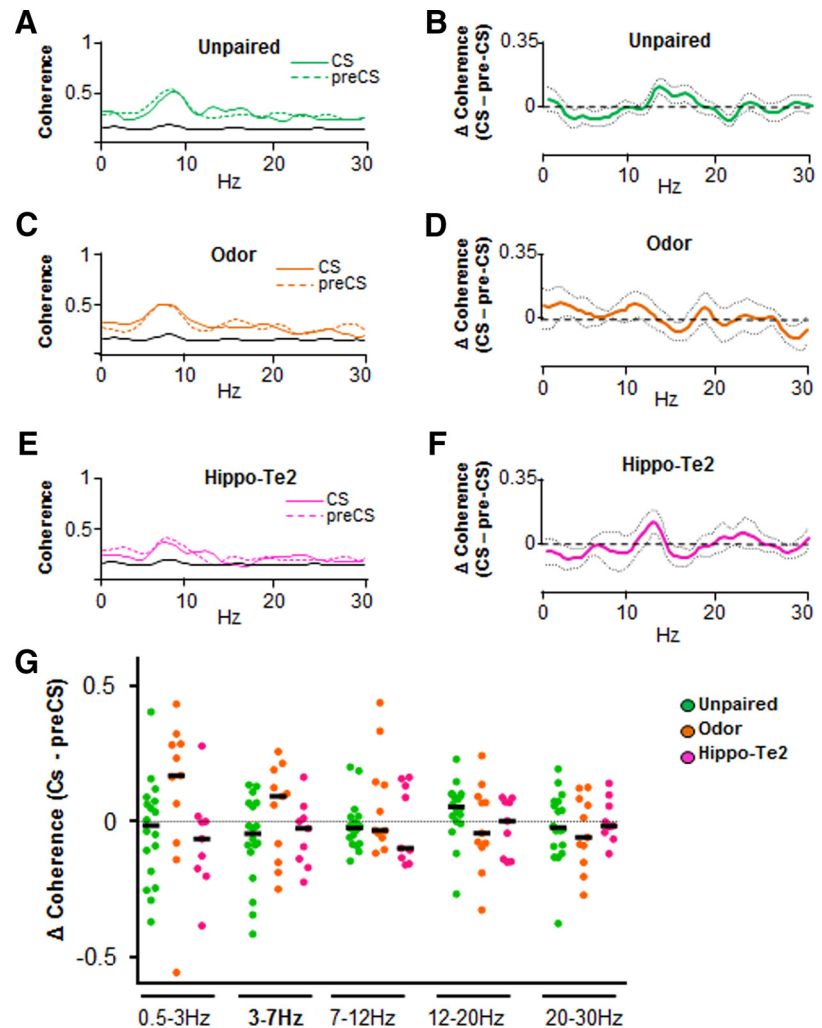 A
Unpaired
Coherence
1
0.5
CS
preCS
0
10
20
30
Hz
B
Unpaired
Δ Coherence
(CS – pre-CS)
0.35
0
0
10
20
30
Hz
C
Odor
Coherence
1
0.5
CS
preCS
0
10
20
30
Hz
D
Odor
Δ Coherence
(CS – pre-CS)
0.35
0
0
10
20
30
Hz
E
Hippo-Te2
Coherence
1
0.5
CS
preCS
0
10
20
30
Hz
F
Hippo-Te2
Δ Coherence
(CS – pre-CS)
0.35
0
0
10
20
30
Hz
G
Δ Coherence (Cs - preCS)
0.5
0
-0.5
Unpaired
Odor
Hippo-Te2
0.5-3Hz
3-7Hz
7-12Hz
12-20Hz
20-30Hz